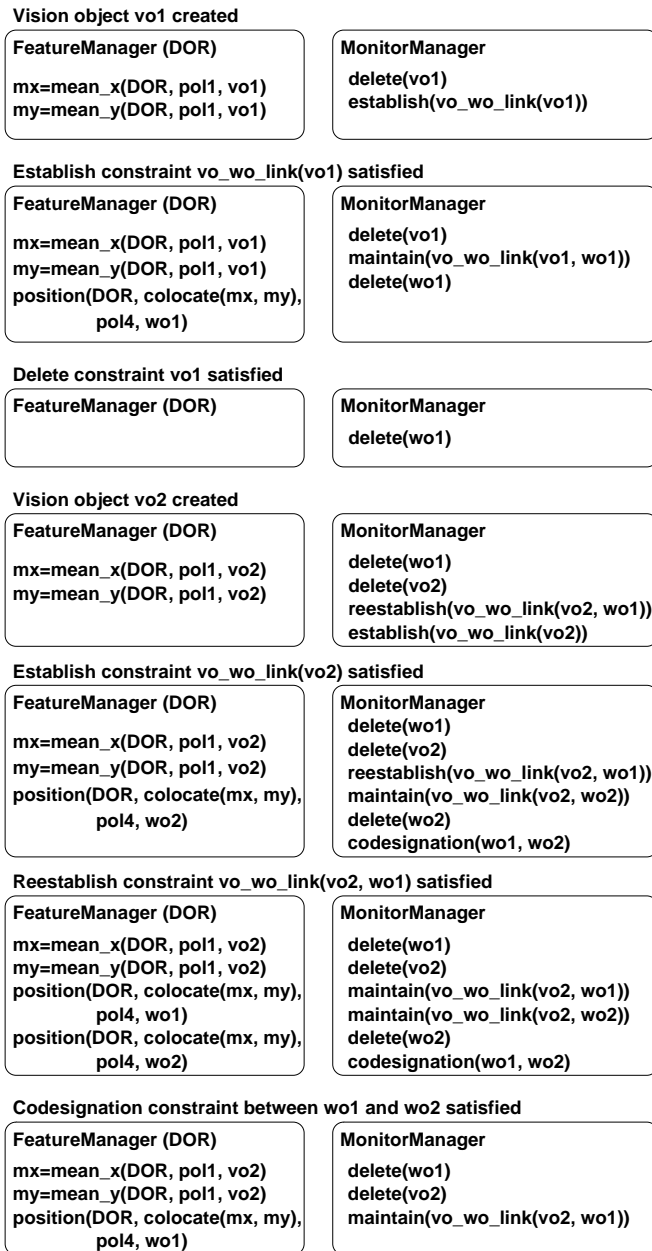 Vision object vo1 created
FeatureManager (DOR)
mx=mean_x(DOR, pol1, vo1)
my=mean_y(DOR, pol1, vo1)
MonitorManager
delete(vo1)
establish(vo_wo_link(vo1))
Establish constraint vo_wo_link(vo1) satisfied
FeatureManager (DOR)
mx=mean_x(DOR, pol1, vo1)
my=mean_y(DOR, pol1, vo1)
position(DOR, colocate(mx, my),
pol4, wo1)
MonitorManager
delete(vo1)
maintain(vo_wo_link(vo1, wo1))
delete(wo1)
Delete constraint vo1 satisfied
FeatureManager (DOR)
MonitorManager
delete(wo1)
Vision object vo2 created
FeatureManager (DOR)
mx=mean_x(DOR, pol1, vo2)
my=mean_y(DOR, pol1, vo2)
MonitorManager
delete(wo1)
delete(vo2)
reestablish(vo_wo_link(vo2, wo1))
establish(vo_wo_link(vo2))
Establish constraint vo_wo_link(vo2) satisfied
FeatureManager (DOR)
mx=mean_x(DOR, pol1, vo2)
my=mean_y(DOR, pol1, vo2)
position(DOR, colocate(mx, my),
pol4, wo2)
MonitorManager
delete(wo1)
delete(vo2)
reestablish(vo_wo_link(vo2, wo1))
maintain(vo_wo_link(vo2, wo2))
delete(wo2)
codesignation(wo1, wo2)
Reestablish constraint vo_wo_link(vo2, wo1) satisfied
FeatureManager (DOR)
mx=mean_x(DOR, pol1, vo2)
my=mean_y(DOR, pol1, vo2)
position(DOR, colocate(mx, my),
pol4, wo1)
position(DOR, colocate(mx, my),
pol4, wo2)
MonitorManager
delete(wo1)
delete(vo2)
maintain(vo_wo_link(vo2, wo1))
maintain(vo_wo_link(vo2, wo2))
delete(wo2)
codesignation(wo1, wo2)
Codesignation constraint between wo1 and wo2 satisfied
FeatureManager (DOR)
mx=mean_x(DOR, pol1, vo2)
my=mean_y(DOR, pol1, vo2)
position(DOR, colocate(mx, my),
pol4, wo1)
MonitorManager
delete(wo1)
delete(vo2)
maintain(vo_wo_link(vo2, wo1))